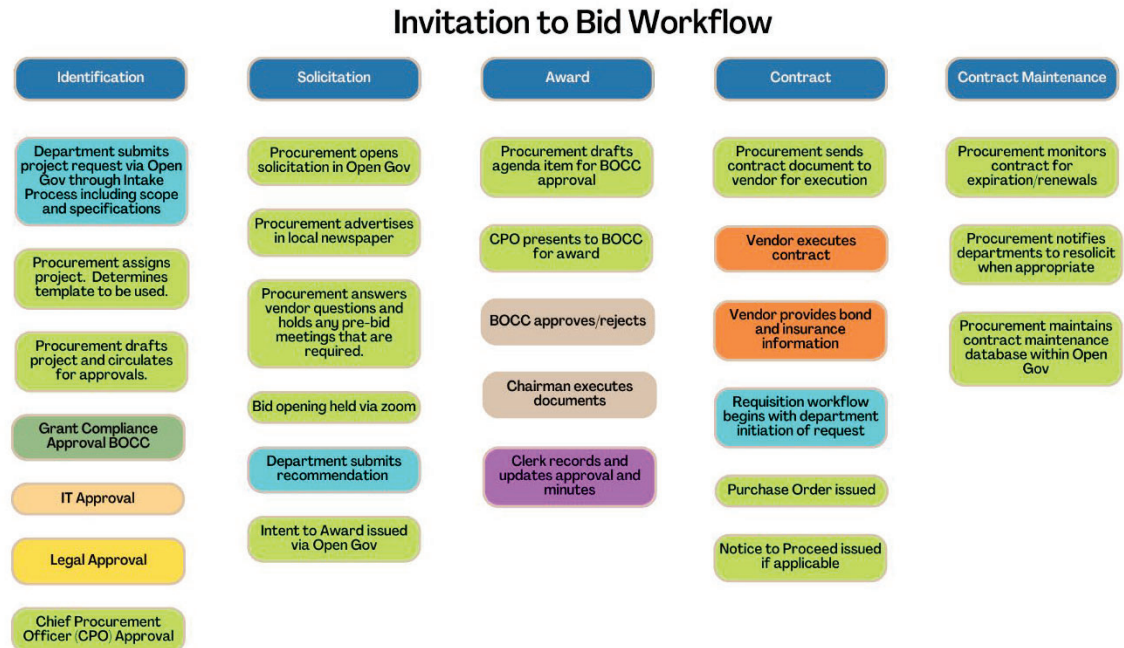 Invitation to Bid Workflow
Identification
Department submits
project request via Open
Gov through Intake
Process including scope
and specifications
Procurement assigns
project. Determines
template to be used.
Procurement drafts
project and circulates
for approvals.
Grant Compliance
Approval BOCC
IT Approval
Legal Approval
Chief Procurement
Officer (CPO) Approval
Solicitation
Procurement opens
solicitation in Open Gov
Procurement advertises
in local newspaper
Procurement answers
vendor questions and
holds any pre-bid
meetings that are
required.
Bid opening held via zoom
Department submits
recommendation
Intent to Award issued
via Open Gov
Award
Procurement drafts
agenda item for BOCC
approval
CPO presents to BOCC
for award
BOCC approves/rejects
Chairman executes
documents
Clerk records and
updates approval and
minutes
Contract
Procurement sends
contract document to
vendor for execution
Vendor executes
contract
Vendor provides bond
and insurance
information
Requisition workflow
begins with department
initiation of request
Purchase Order issued
Notice to Proceed issued
if applicable
Contract Maintenance
Procurement monitors
contract for
expiration/renewals
Procurement notifies
departments to resolicit
when appropriate
Procurement maintains
contract maintenance
database within Open
Gov